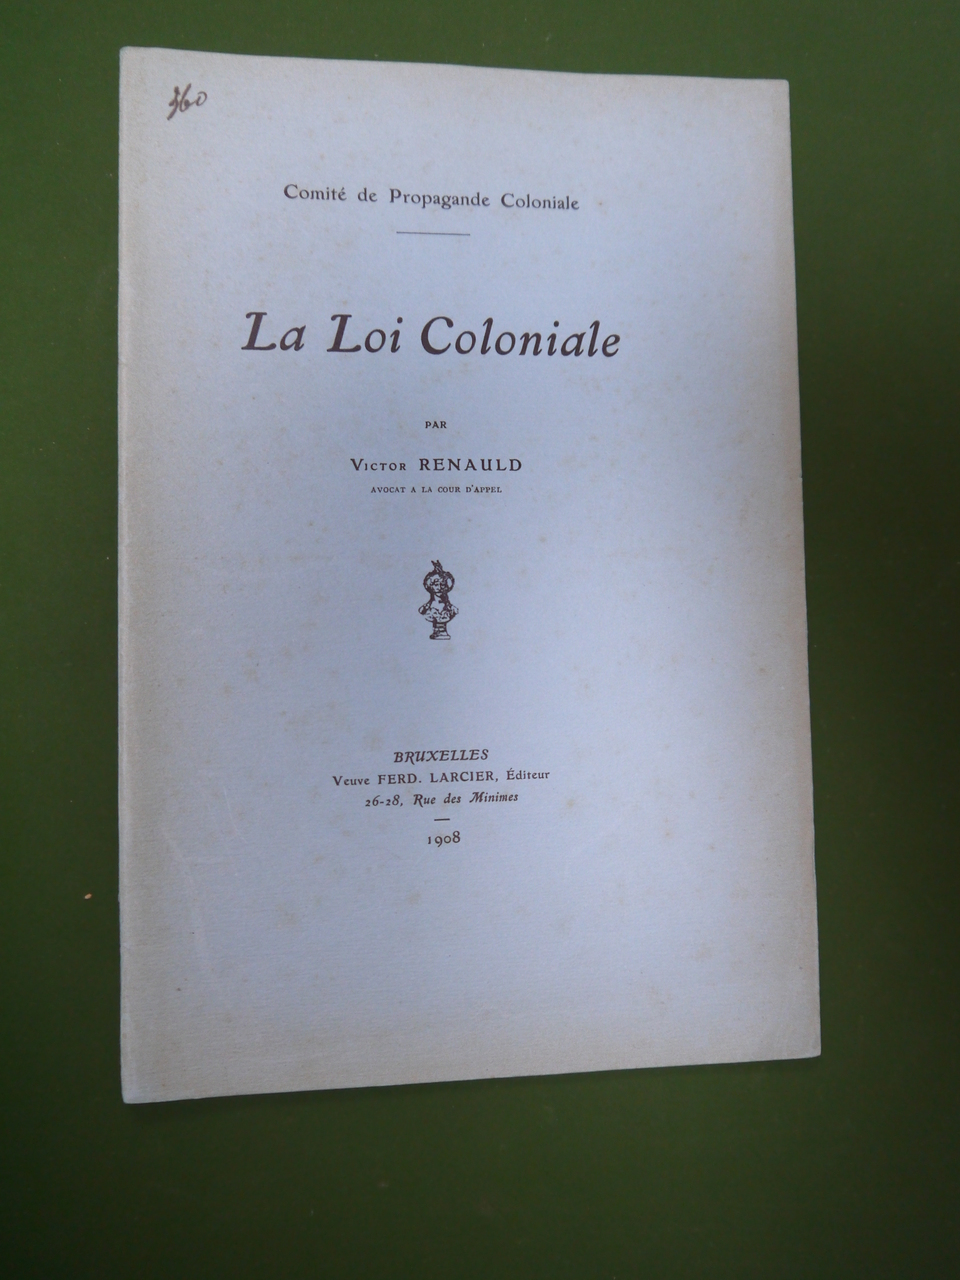 360
Comité de Propagande Coloniale
La Loi Coloniale
PAR
VICTOR RENAULD
AVOCAT A LA COUR D'APPEL
BRUXELLES
Veuve FERD. LARCIER, Éditeur
26-28, Rue des Minimes
1908